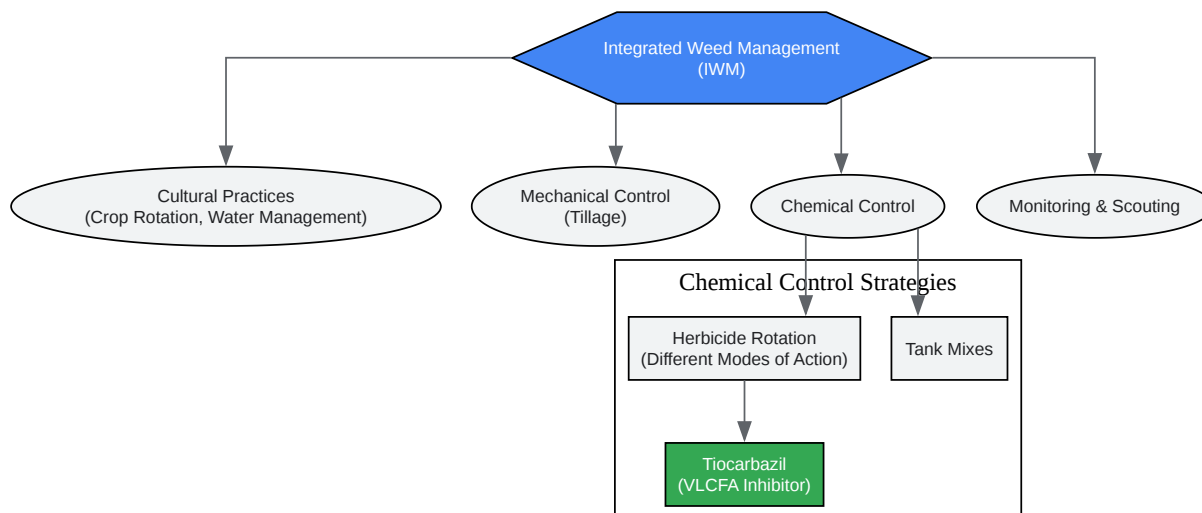 Integrated Weed Management
(IWM)
Cultural Practices
(Crop Rotation, Water Management)
Mechanical Control
(Tillage)
Chemical Control
Monitoring & Scouting
Chemical Control Strategies
Herbicide Rotation
(Different Modes of Action)
Tank Mixes
Tiocarbazil
(VLCFA Inhibitor)